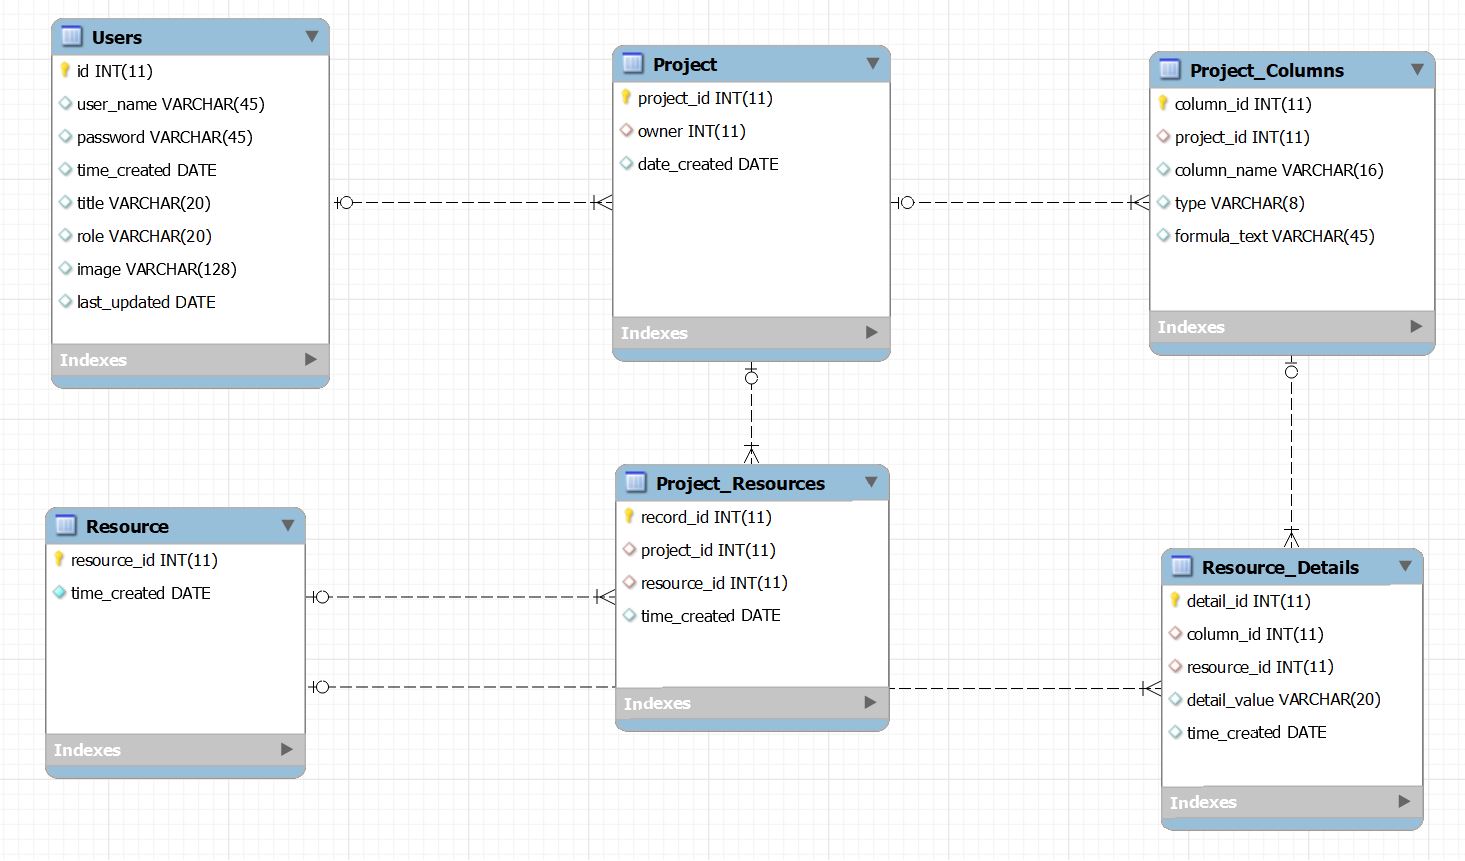 Users
id INT(11)
user_name VARCHAR(45)
password VARCHAR(45)
time_created DATE
title VARCHAR(20)
role VARCHAR(20)
image VARCHAR(128)
last_updated DATE
Indexes
Project
project_id INT(11)
owner INT(11)
date_created DATE
Indexes
Project_Columns
column_id INT(11)
project_id INT(11)
column_name VARCHAR(16)
type VARCHAR(8)
formula_text VARCHAR(45)
Indexes
Resource
resource_id INT(11)
time_created DATE
Indexes
Project_Resources
record_id INT(11)
project_id INT(11)
resource_id INT(11)
time_created DATE
Indexes
Resource_Details
detail_id INT(11)
column_id INT(11)
resource_id INT(11)
detail_value VARCHAR(20)
time_created DATE
Indexes